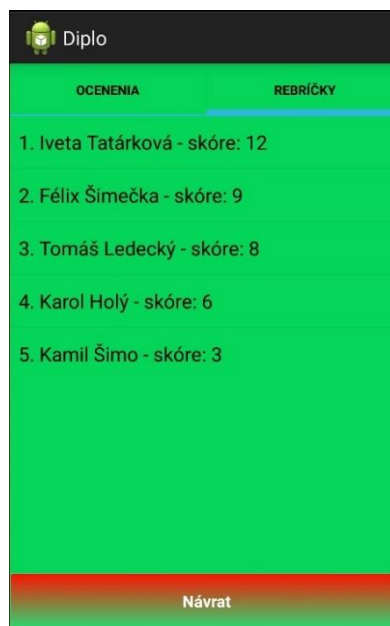 Diplo
OCENENIA REBRÍČKY
1. Iveta Tatárková - skóre: 12
2. Félix Šimečka - skóre: 9
3. Tomáš Ledecký - skóre: 8
4. Karol Holý - skóre: 6
5. Kamil Šimo - skóre: 3
Návrat